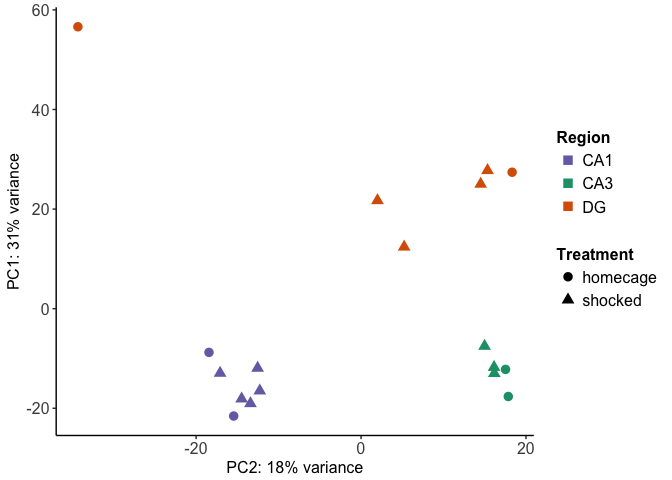 60
40
20
0
-20
PC1: 31% variance
-20
0
20
PC2: 18% variance
Region
CA1
CA3
DG
Treatment
homecage
shocked